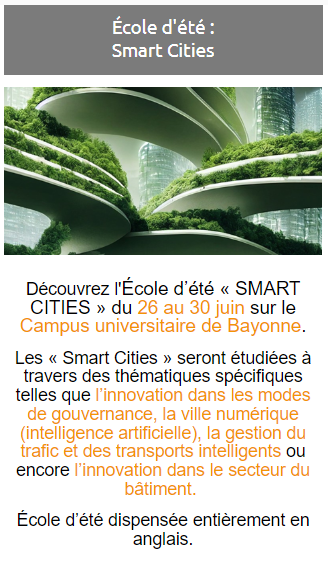 École d'été :
Smart Cities
Découvrez l'École d’été « SMART
CITIES » du 26 au 30 juin sur le
Campus universitaire de Bayonne.
Les « Smart Cities » seront étudiées à
travers des thématiques spécifiques
telles que l’innovation dans les modes
de gouvernance, la ville numérique
(intelligence artificielle), la gestion du
trafic et des transports intelligents ou
encore l’innovation dans le secteur du
bâtiment.
École d’été dispensée entièrement en
anglais.